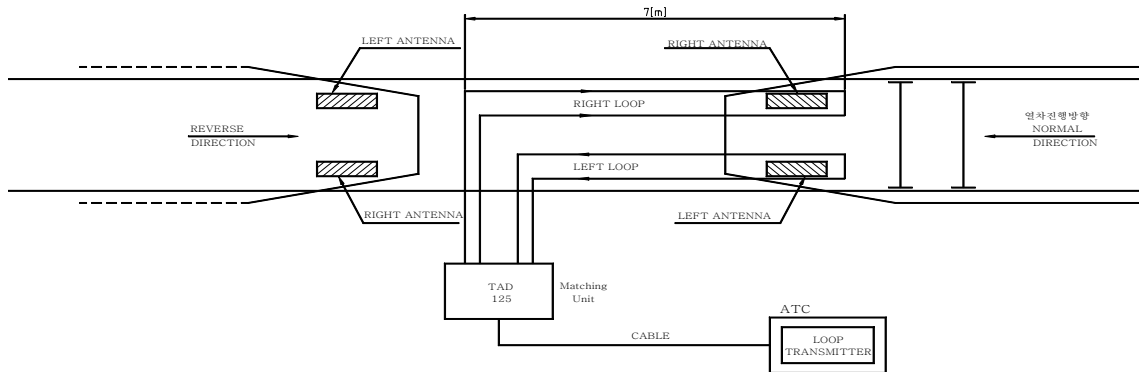 7[m]
LEFT ANTENNA
RIGHT ANTENNA
RIGHT LOOP
REVERSE
DIRECTION
열차진행방향
NORMAL
DIRECTION
LEFT LOOP
RIGHT ANTENNA
LEFT ANTENNA
TAD
125
Matching
Unit
ATC
CABLE
LOOP
TRANSMITTER